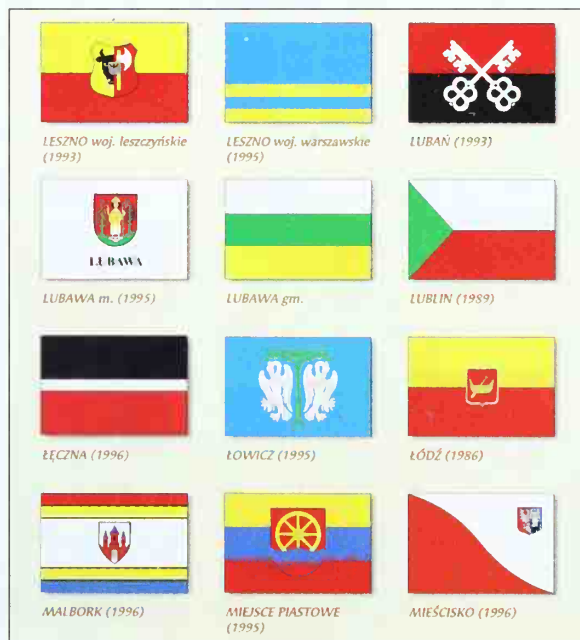 LESZNO woj. leszczyńskie
(1993)
LESZNO woj. warszawskie
(1995)
LUBAŃ (1993)
LUBAWA
LUBAWA m. (1995)
LUBAWA gm.
LUBLIN (1989)
ŁĘCZNA (1996)
ŁOWICZ (1995)
ŁÓDŹ (1986)
MALBORK (1996)
MIEJSCE PIASTOWE
(1995)
MIEŚCISKO (1996)